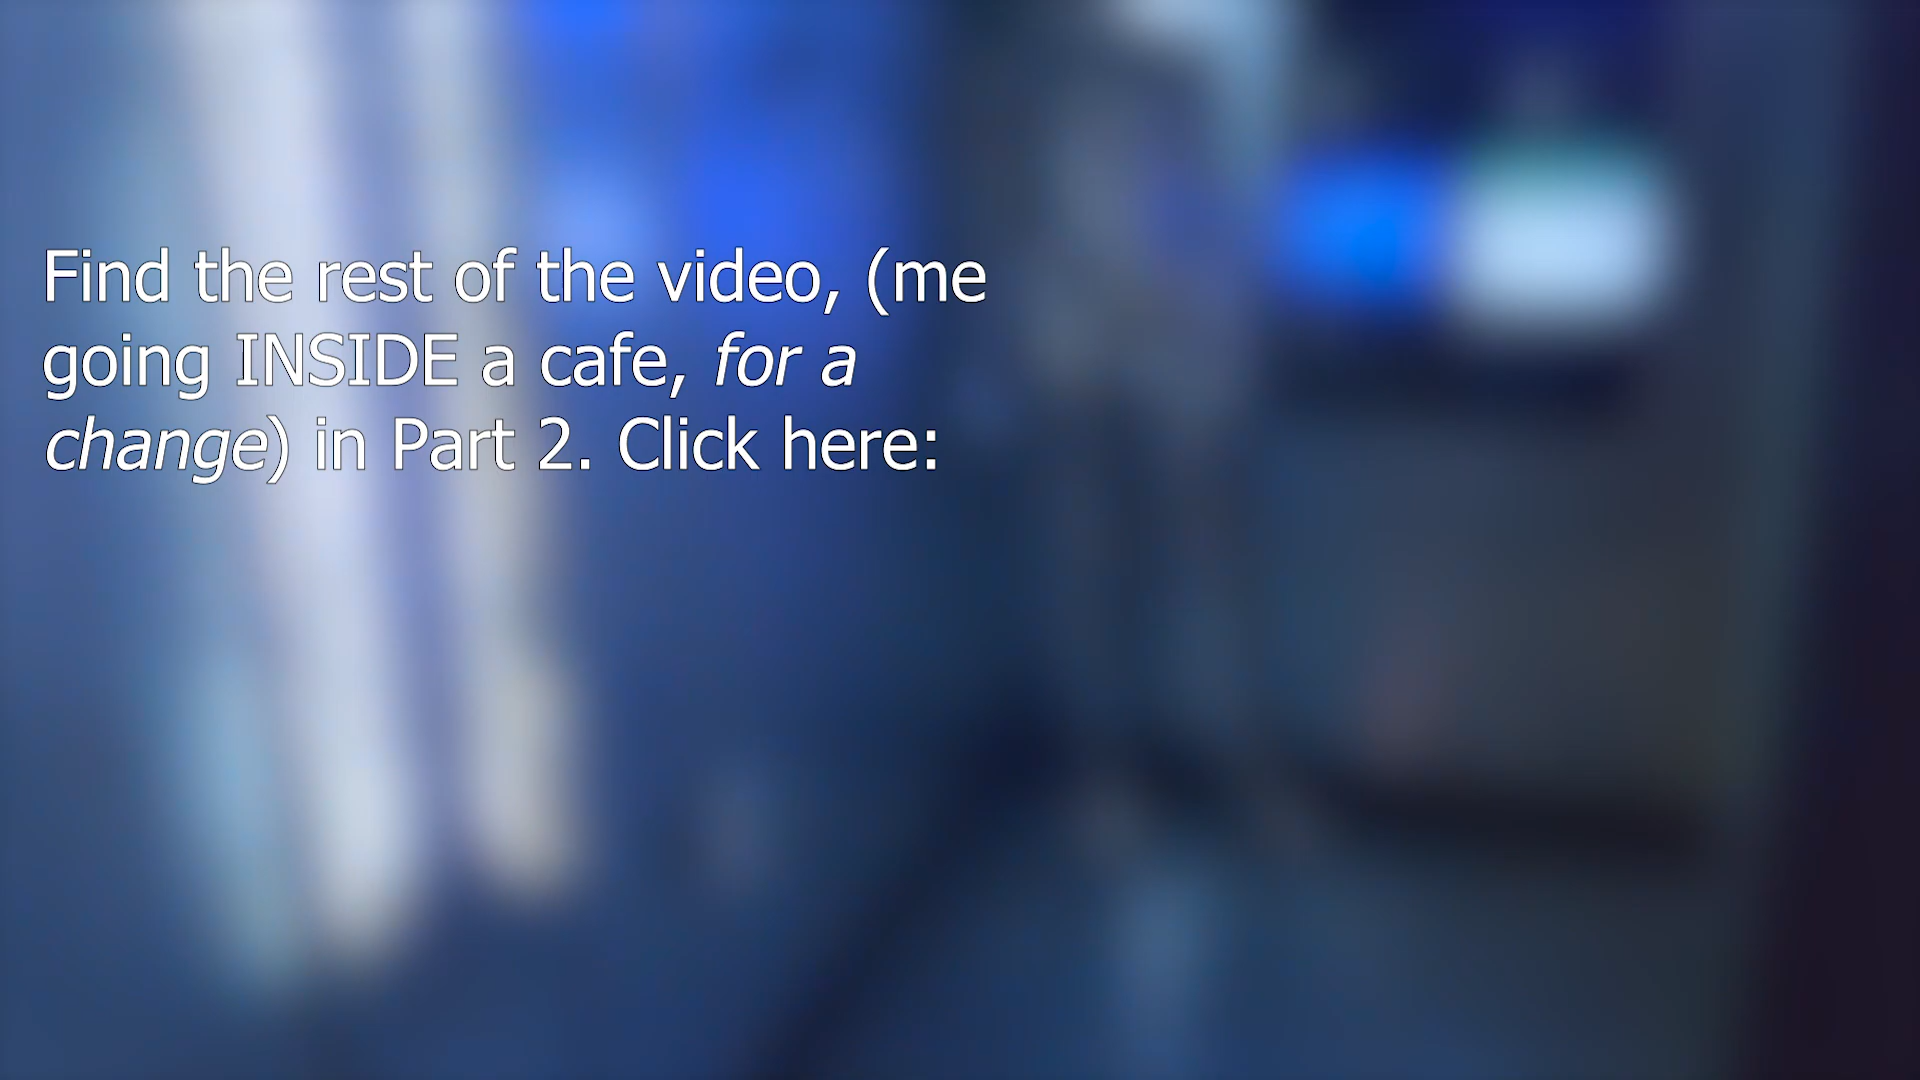 Find the rest of the video, (me
going INSIDE a cafe, for a
change) in Part 2. Click here: